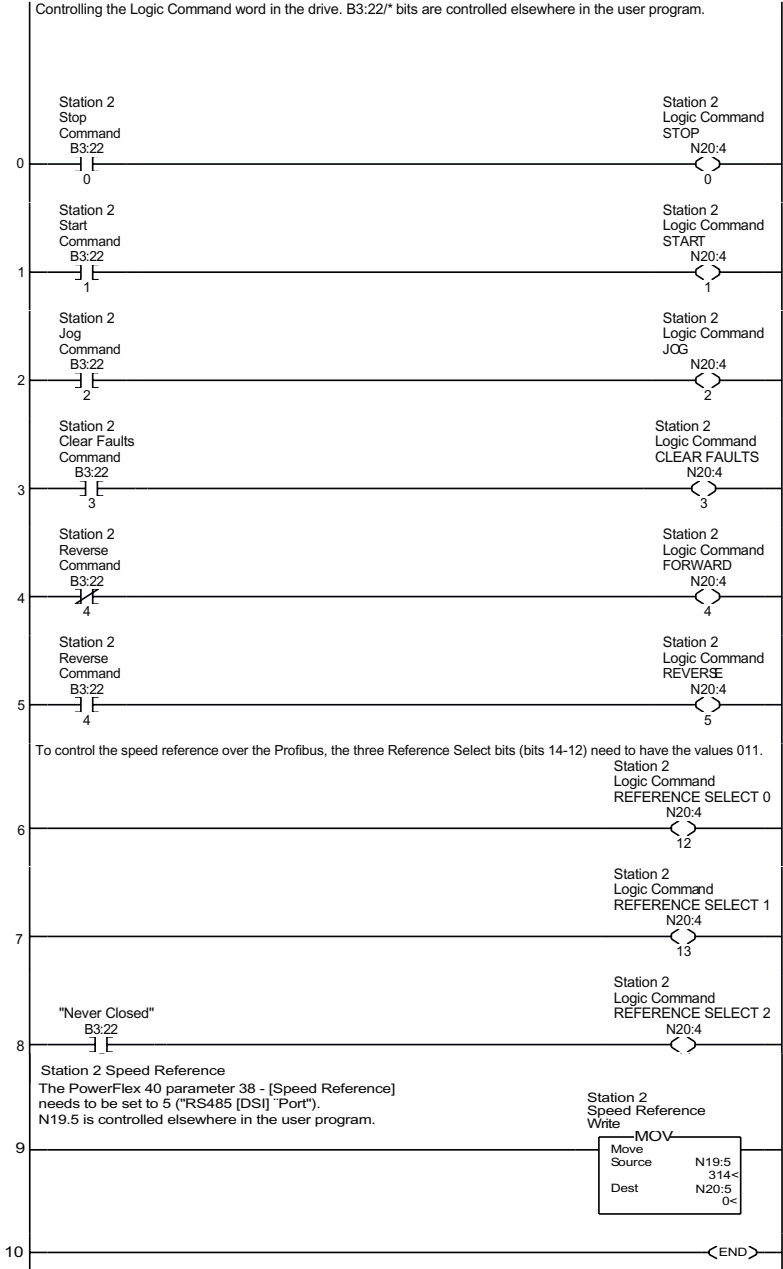 Controlling the Logic Command word in the drive. B3:22/* bits are controlled elsewhere in the user program.
Station 2
Stop
Command
B3:22
0
Station 2
Logic Command
STOP
N20:4
0
0
Station 2
Start
Command
B3:22
1
Station 2
Logic Command
START
N20:4
1
1
Station 2
Jog
Command
B3:22
2
Station 2
Logic Command
JOG
N20:4
2
2
Station 2
Clear Faults
Command
B3:22
3
Station 2
Logic Command
CLEAR FAULTS
N20:4
3
3
Station 2
Reverse
Command
B3:22
4
Station 2
Logic Command
FORWARD
N20:4
4
4
Station 2
Reverse
Command
B3:22
4
Station 2
Logic Command
REVERSE
N20:4
5
5
To control the speed reference over the Profibus, the three Reference Select bits (bits 14-12) need to have the values 011.
Station 2
Logic Command
REFERENCE SELECT 0
N20:4
12
6
Station 2
Logic Command
REFERENCE SELECT 1
N20:4
13
7
"Never Closed"
B3:22
Station 2
Logic Command
REFERENCE SELECT 2
N20:4
8
Station 2 Speed Reference
The PowerFlex 40 parameter 38 - [Speed Reference]
needs to be set to 5 ("RS485 [DSI] ¨Port").
N19.5 is controlled elsewhere in the user program.
Station 2
Speed Reference
Write
MOV
Move
Source N19:5
314<
Dest N20:5
0<
9
10
END